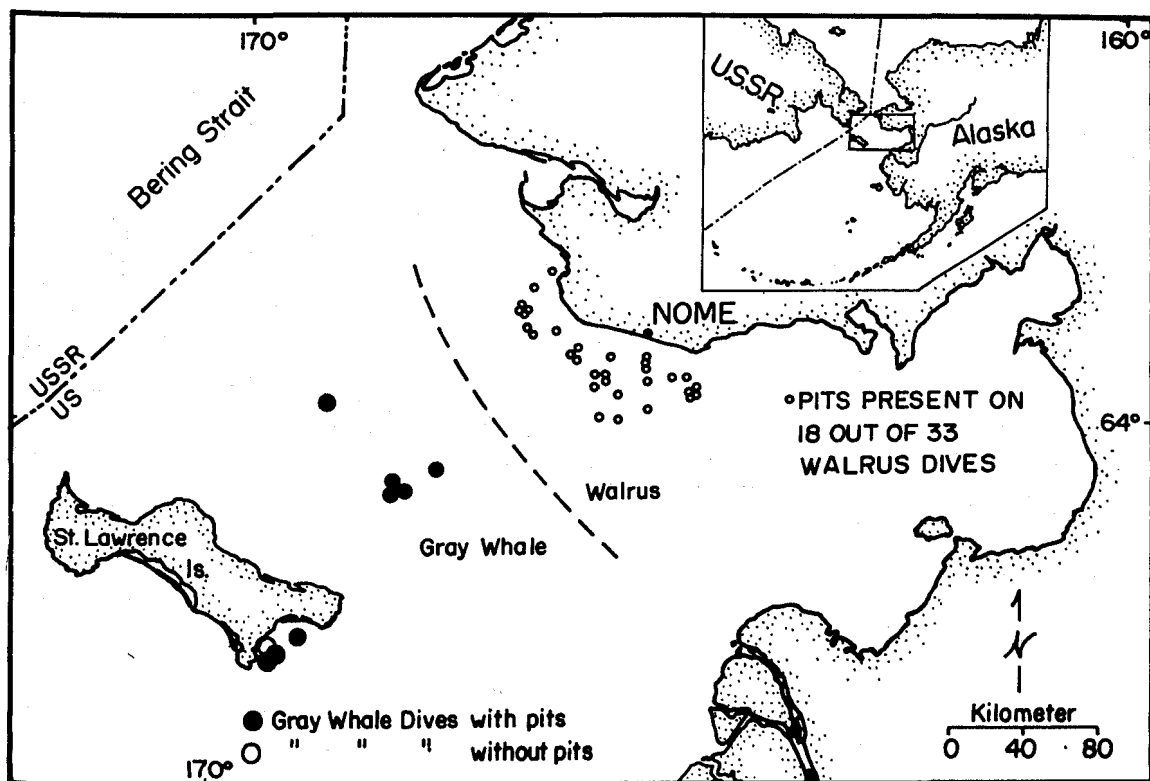 170°
160°
Bering Strait
U.S.S.R.
Alaska
NOME
USSR
US
PITS PRESENT ON
64°
18 OUT OF 33
WALRUS DIVES
Walrus
St. Lawrence
Is.
Gray Whale
N
Gray Whale Dives with pits
" " " without pits
Kilometer
0 40 80
170°